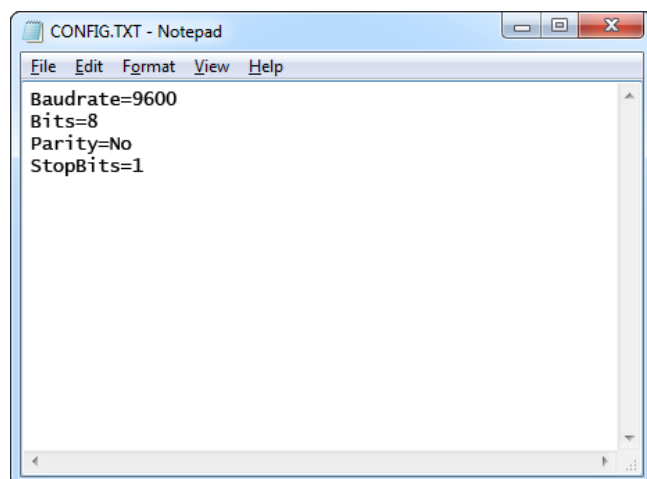 CONFIG.TXT - Notepad
File Edit Format View Help
Baudrate=9600
Bits=8
Parity=No
StopBits=1